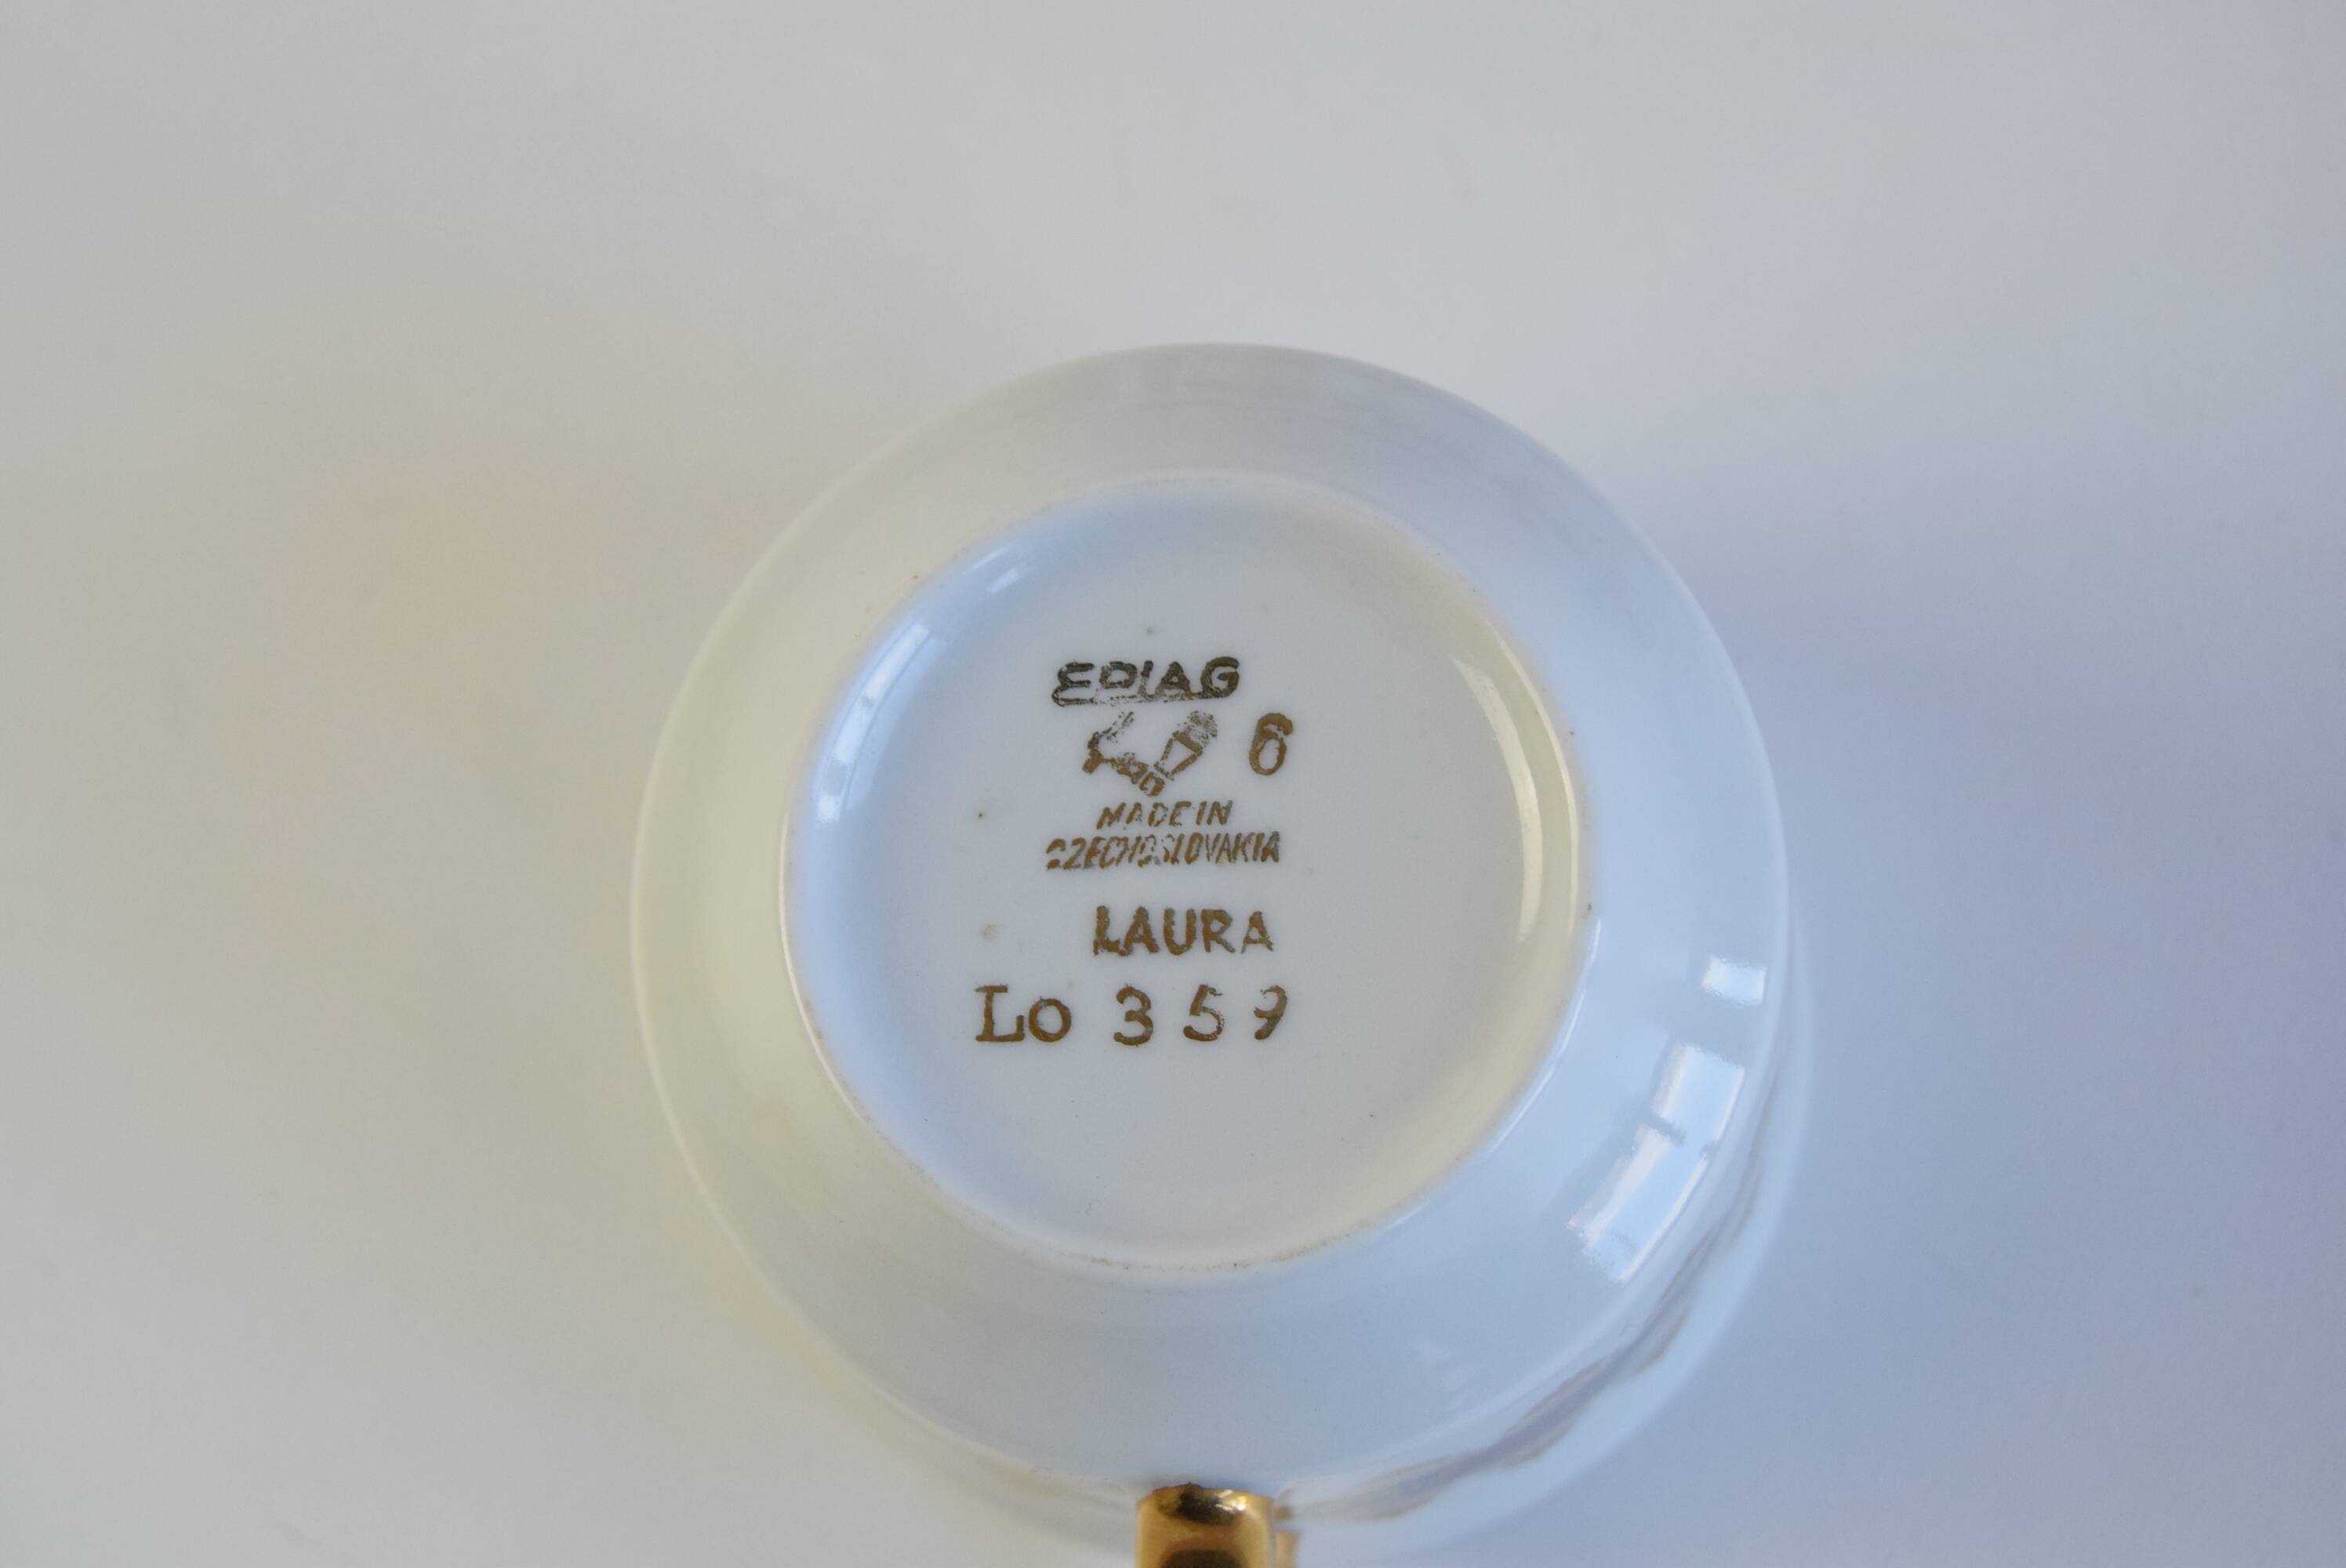 EPIAG
6
MADE IN
CZECHOSLOVAKIA
LAURA
Lo 359